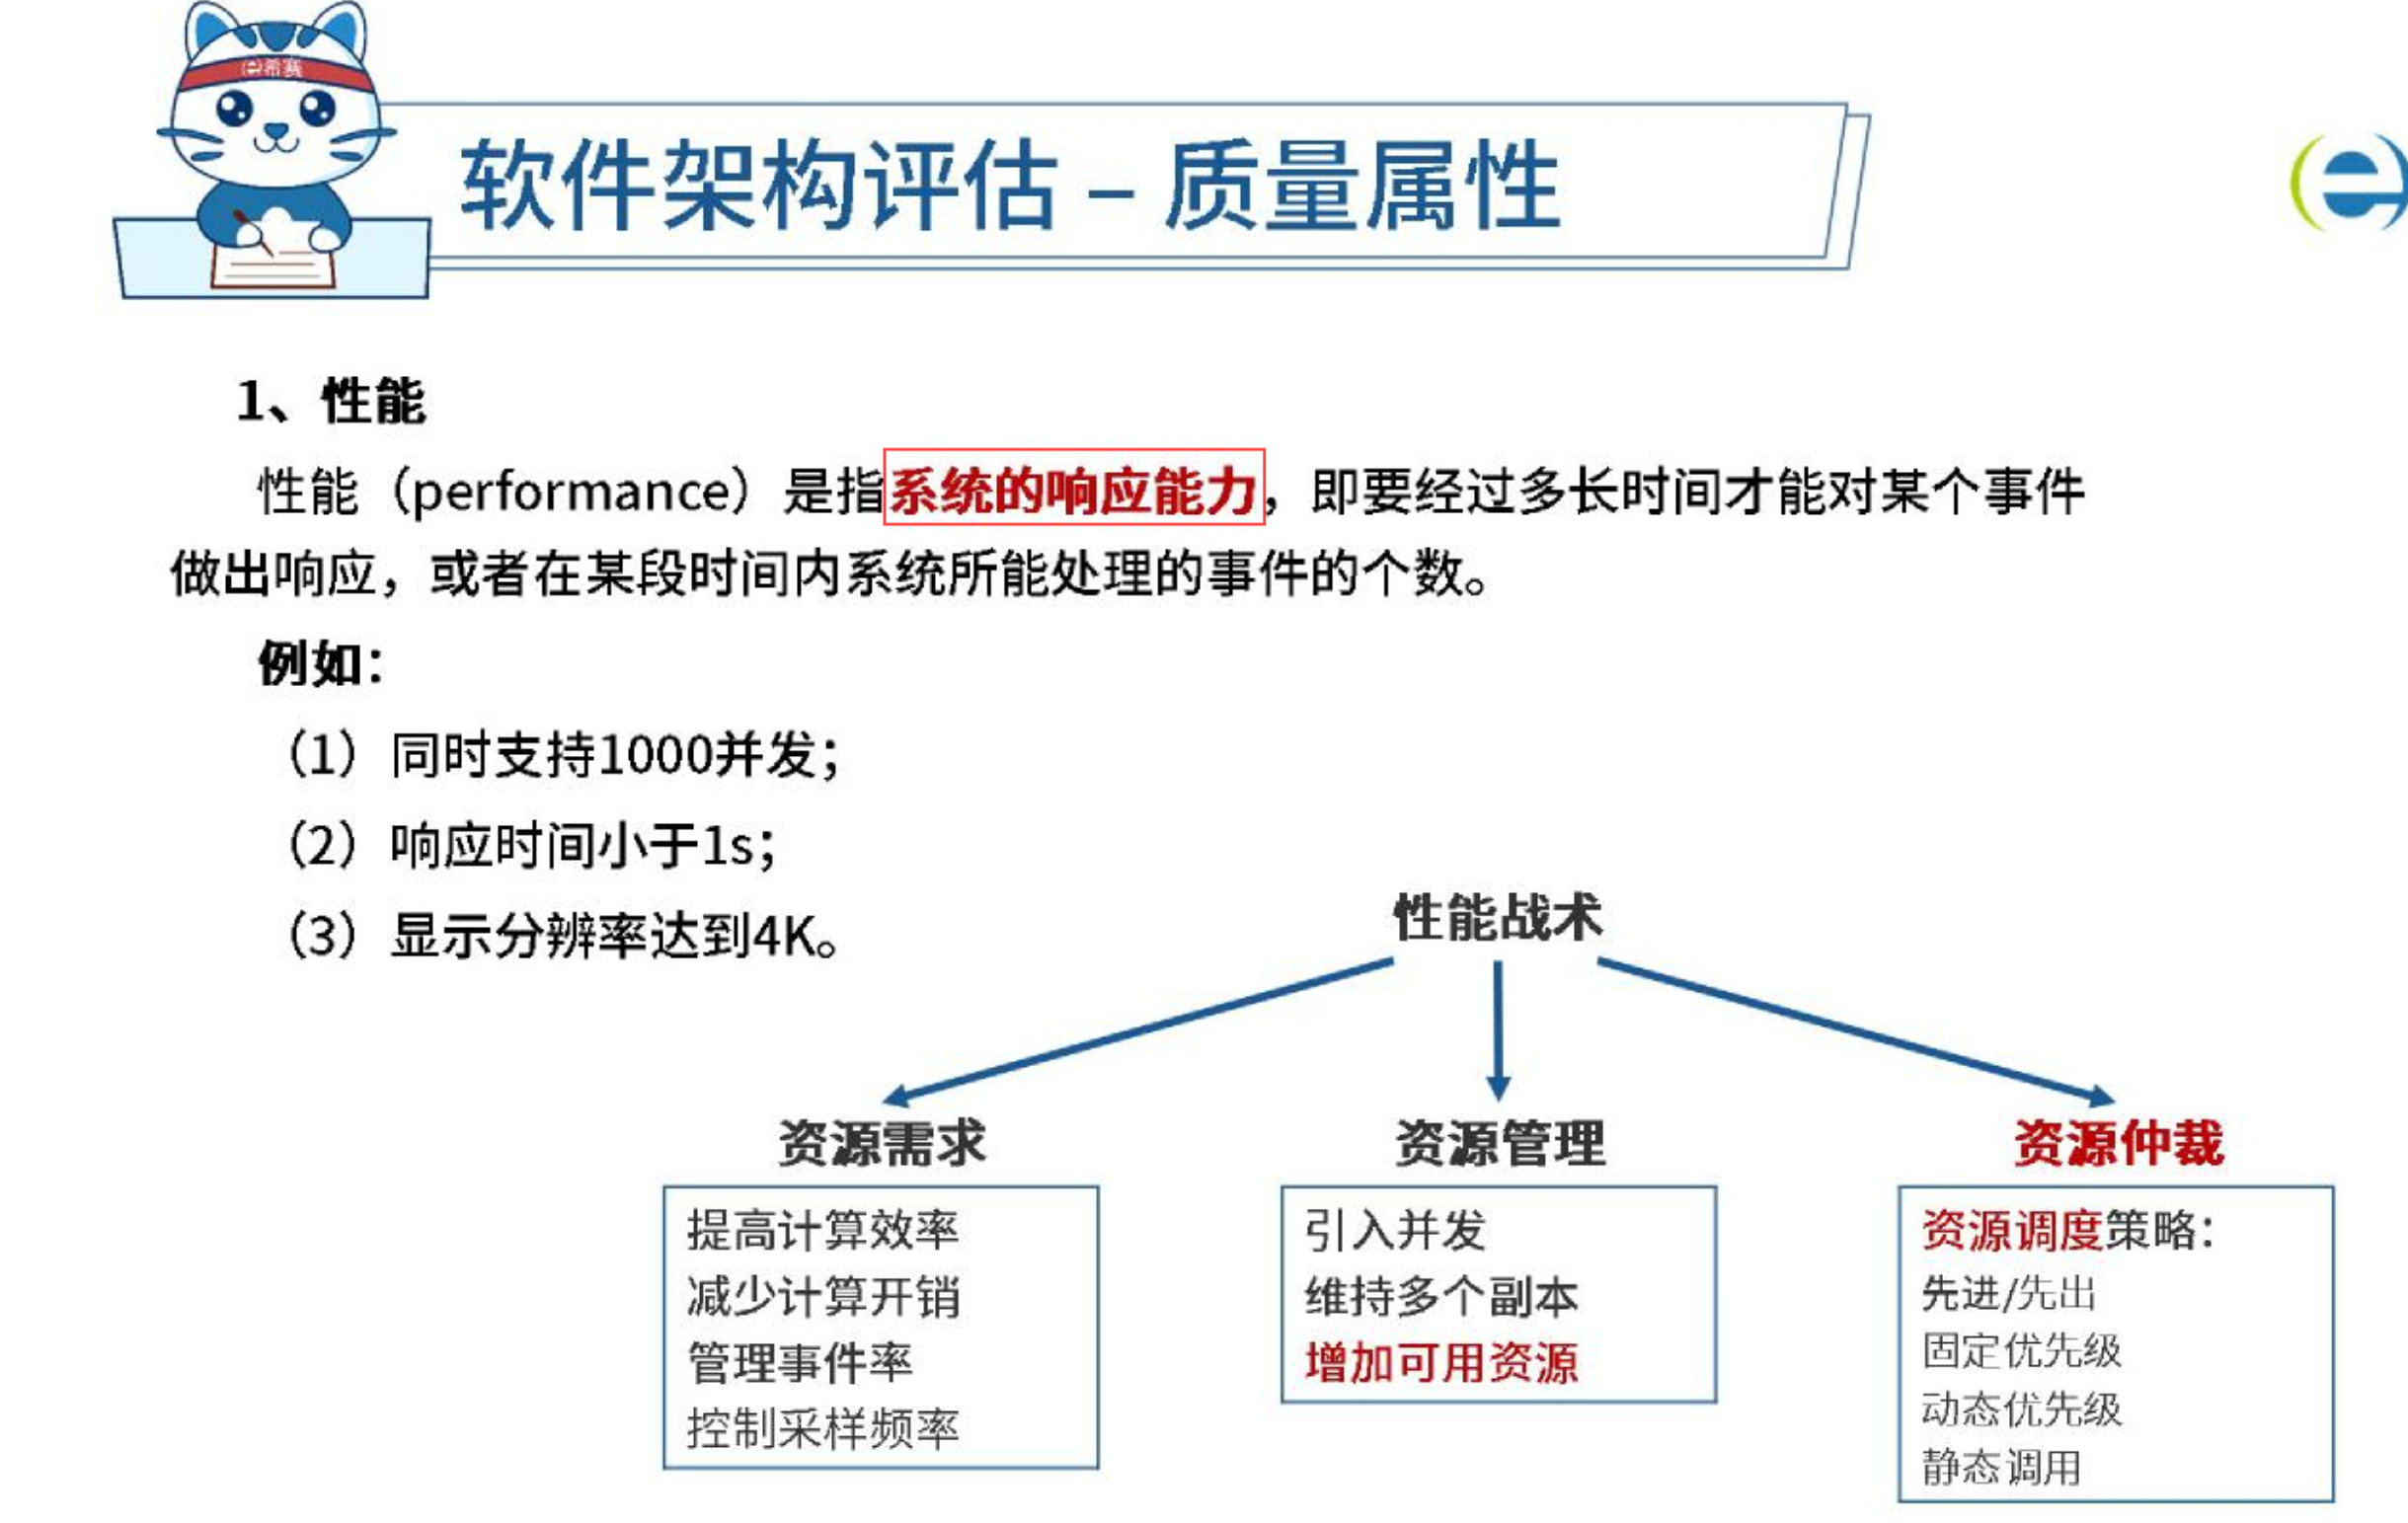 希赛
软件架构评估 – 质量属性
1、性能
性能（performance）是指系统的响应能力，即要经过多长时间才能对某个事件
做出响应，或者在某段时间内系统所能处理的事件的个数。
例如：
（1）同时支持1000并发；
（2）响应时间小于1s；
（3）显示分辨率达到4K。
性能战术
资源需求
提高计算效率
减少计算开销
管理事件率
控制采样频率
资源管理
引入并发
维持多个副本
增加可用资源
资源仲裁
资源调度策略：
先进/先出
固定优先级
动态优先级
静态调用